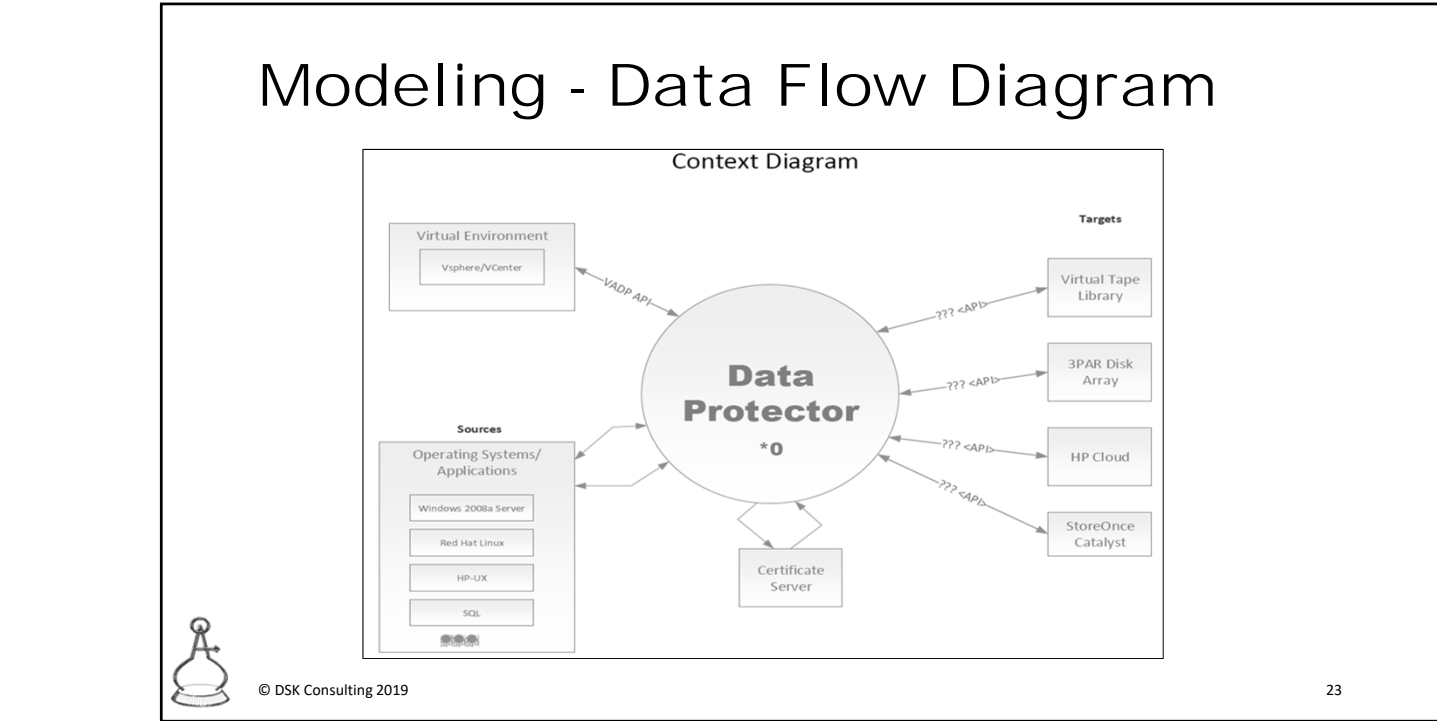 Modeling - Data Flow Diagram
Context Diagram
Virtual Environment
Vsphere/VCenter
VADP API
Sources
Operating Systems/
Applications
Windows 2008a Server
Red Hat Linux
HP-UX
SQL
Data
Protector
*0
Certificate
Server
Targets
??? <API>
Virtual Tape
Library
??? <API>
3PAR Disk
Array
??? <API>
HP Cloud
??? <API>
StoreOnce
Catalyst
© DSK Consulting 2019
23